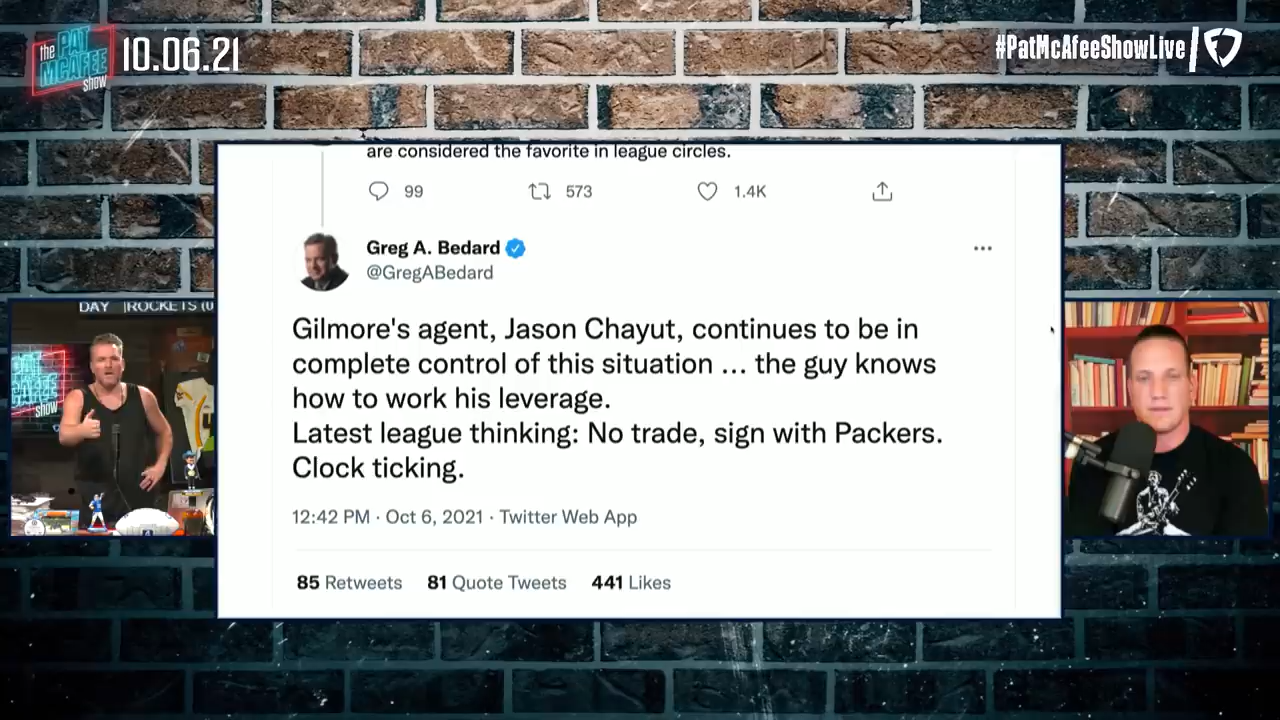 the
PAT
MCAFEE
show
10.06.21
#PatMcAfeeShowLive
are considered the favorite in league circles.
99
573
1.4K
Greg A. Bedard
@GregABedard
Gilmore's agent, Jason Chayut, continues to be in
complete control of this situation ... the guy knows
how to work his leverage.
Latest league thinking: No trade, sign with Packers.
Clock ticking.
12:42 PM · Oct 6, 2021 · Twitter Web App
85 Retweets 81 Quote Tweets 441 Likes
DAY
ROCKETS
show